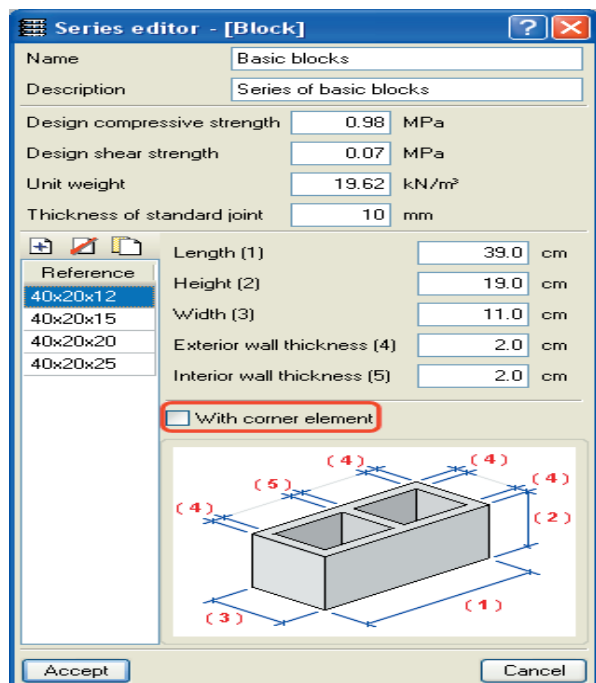 Series editor - [Block]
Name Basic blocks
Description Series of basic blocks
Design compressive strength 0.98 MPa
Design shear strength 0.07 MPa
Unit weight 19.62 kN/m³
Thickness of standard joint 10 mm
Reference
40x20x12
40x20x15
40x20x20
40x20x25
Length (1) 39.0 cm
Height (2) 19.0 cm
Width (3) 11.0 cm
Exterior wall thickness (4) 2.0 cm
Interior wall thickness (5) 2.0 cm
With corner element
(4) (4)
(5) (4)
(4) (2)
(1)
(3)
Accept Cancel